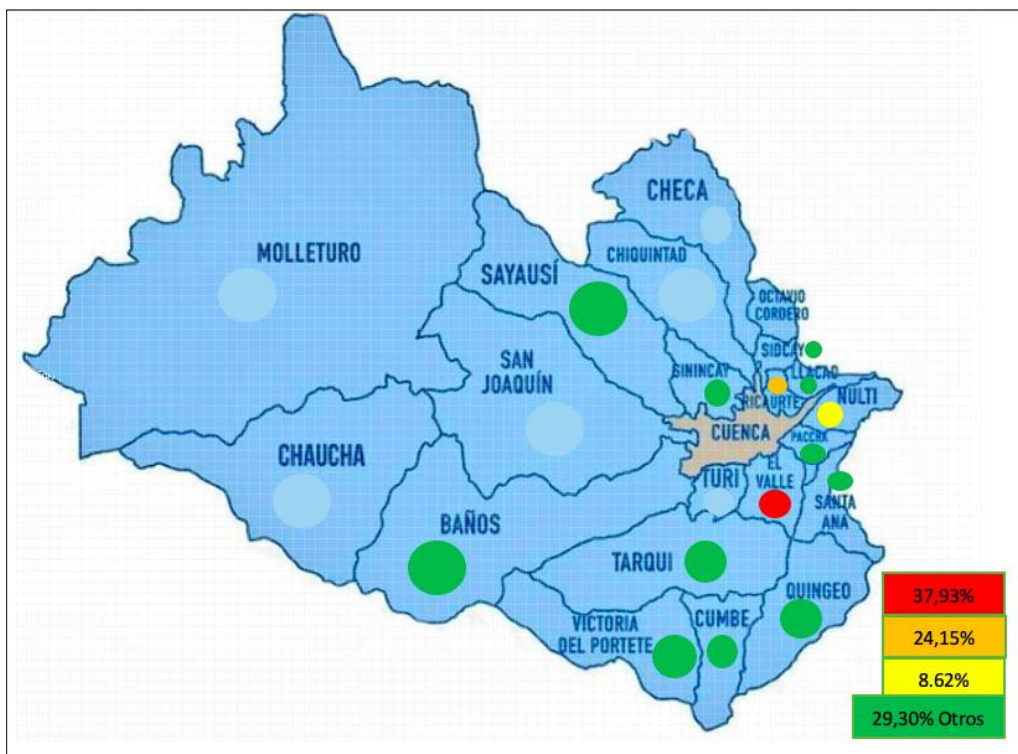 CHECA
MOLLETURO
CHIQUINTAD
SAYAUSÍ
OCTAVIO
CORDERO
SIDCAY
SAN
JOAQUÍN
SININCAY
LLACAO
RICAURTE
NULTI
CUENCA
PACCHA
CHAUCHA
TURI
EL
VALLE
SANTA
ANA
BAÑOS
TARQUI
QUINGEO
VICTORIA
DEL PORTETE
CUMBE
37,93%
24,15%
8.62%
29,30% Otros